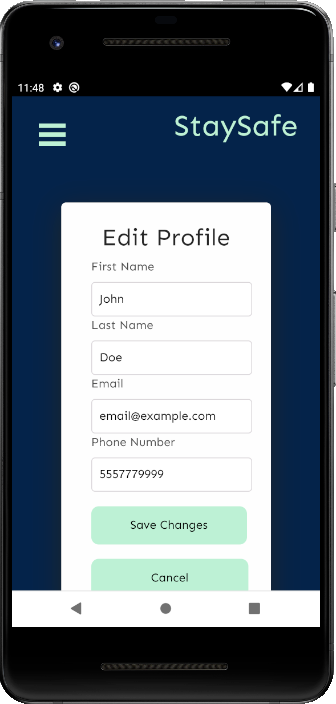 11:48
StaySafe
Edit Profile
First Name
John
Last Name
Doe
Email
email@example.com
Phone Number
5557779999
Save Changes
Cancel